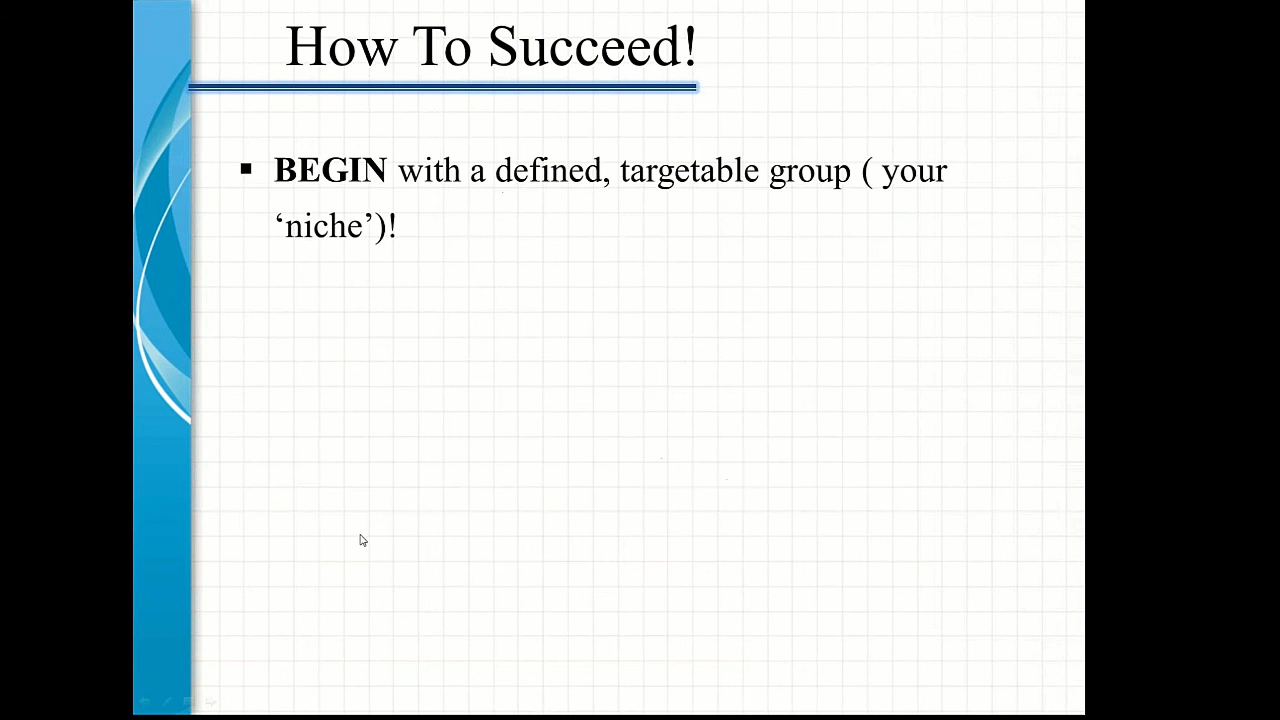 How To Succeed!
▪ BEGIN with a defined, targetable group ( your
‘niche’)!